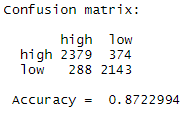 Confusion matrix:
high low
high 2379 374
low 288 2143
Accuracy = 0.8722994